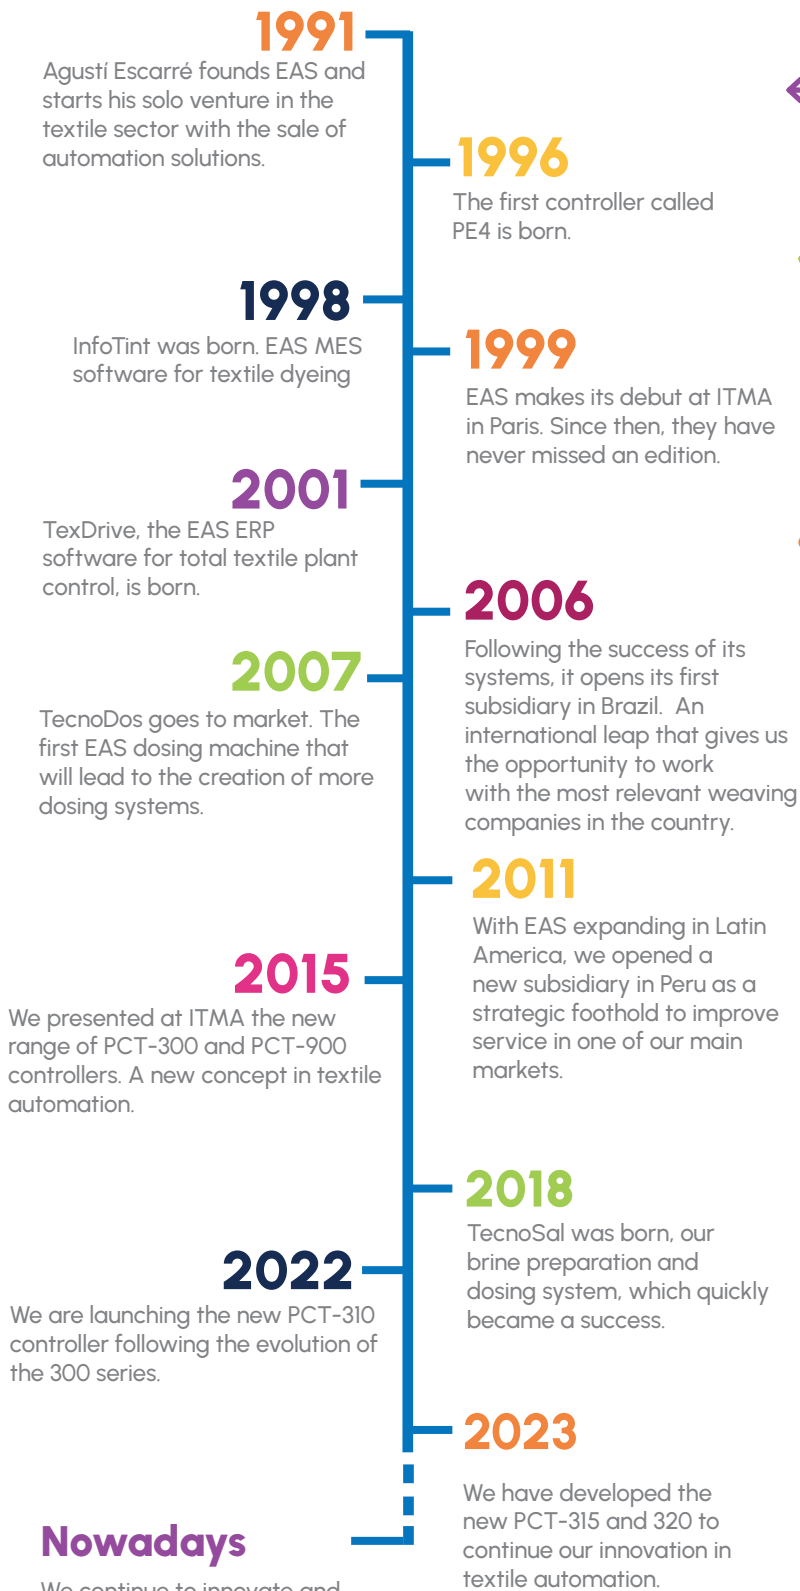 1991
Agustí Escarré founds EAS and
starts his solo venture in the
textile sector with the sale of
automation solutions.
1996
The first controller called
PE4 is born.
1998
InfoTint was born. EAS MES
software for textile dyeing
1999
EAS makes its debut at ITMA
in Paris. Since then, they have
never missed an edition.
2001
TexDrive, the EAS ERP
software for total textile plant
control, is born.
2006
Following the success of its
systems, it opens its first
subsidiary in Brazil. An
international leap that gives us
the opportunity to work
with the most relevant weaving
companies in the country.
2007
TecnoDos goes to market. The
first EAS dosing machine that
will lead to the creation of more
dosing systems.
2011
With EAS expanding in Latin
America, we opened a
new subsidiary in Peru as a
strategic foothold to improve
service in one of our main
markets.
2015
We presented at ITMA the new
range of PCT-300 and PCT-900
controllers. A new concept in textile
automation.
2018
TecnoSal was born, our
brine preparation and
dosing system, which quickly
became a success.
2022
We are launching the new PCT-310
controller following the evolution of
the 300 series.
2023
We have developed the
new PCT-315 and 320 to
continue our innovation in
textile automation.
Nowadays
We continue to innovate and